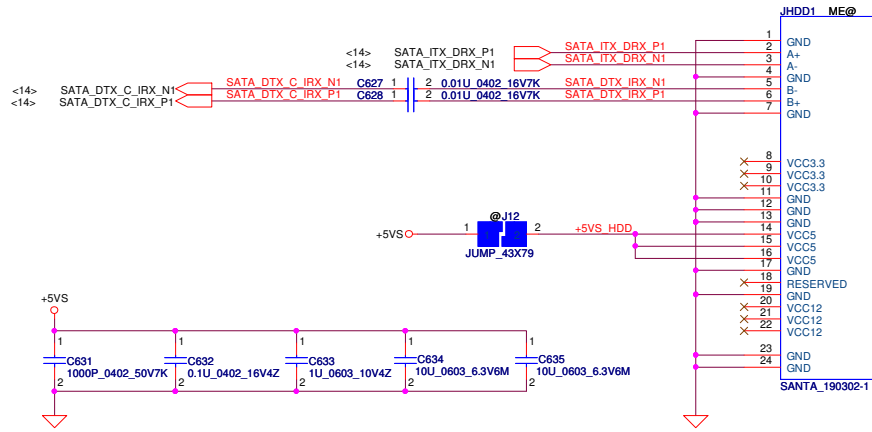 JHDD1 ME@
1 GND
<14> SATA_ITX_DRX_P1 SATA_ITX_DRX_P1 2 A+
<14> SATA_ITX_DRX_N1 SATA_ITX_DRX_N1 3 A-
4 GND
<14> SATA_DTX_C_IRX_N1 SATA_DTX_C_IRX_N1 C627 1 2 0.01U_0402_16V7K SATA_DTX_IRX_N1 5 B-
<14> SATA_DTX_C_IRX_P1 SATA_DTX_C_IRX_P1 C628 1 2 0.01U_0402_16V7K SATA_DTX_IRX_P1 6 B+
7 GND
8 VCC3.3
9 VCC3.3
10 VCC3.3
11 GND
12 GND
@J12 13 GND
+5VS 1 2 +5VS_HDD 14 VCC5
15 VCC5
JUMP_43X79 16 VCC5
17 GND
18 RESERVED
19 GND
20 VCC12
21 VCC12
22 VCC12
23 GND
24 GND
SANTA_190302-1
+5VS
1 1 1 1 1
C631 C632 C633 C634 C635
1000P_0402_50V7K 0.1U_0402_16V4Z 1U_0603_10V4Z 10U_0603_6.3V6M 10U_0603_6.3V6M
2 2 2 2 2